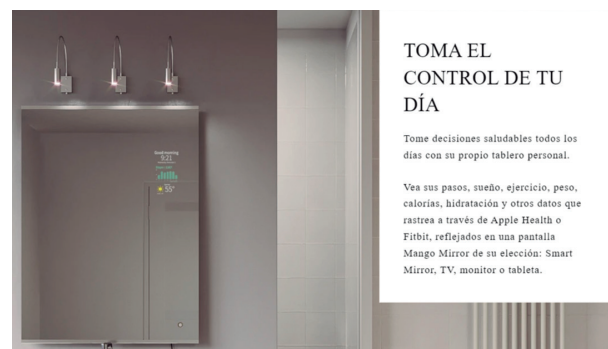 Good morning
9:21
55°
TOMA EL
CONTROL DE TU
DÍA
Tome decisiones saludables todos los
días con su propio tablero personal.
Vea sus pasos, sueño, ejercicio, peso,
calorías, hidratación y otros datos que
rastrea a través de Apple Health o
Fitbit, reflejados en una pantalla
Mango Mirror de su elección: Smart
Mirror, TV, monitor o tableta.